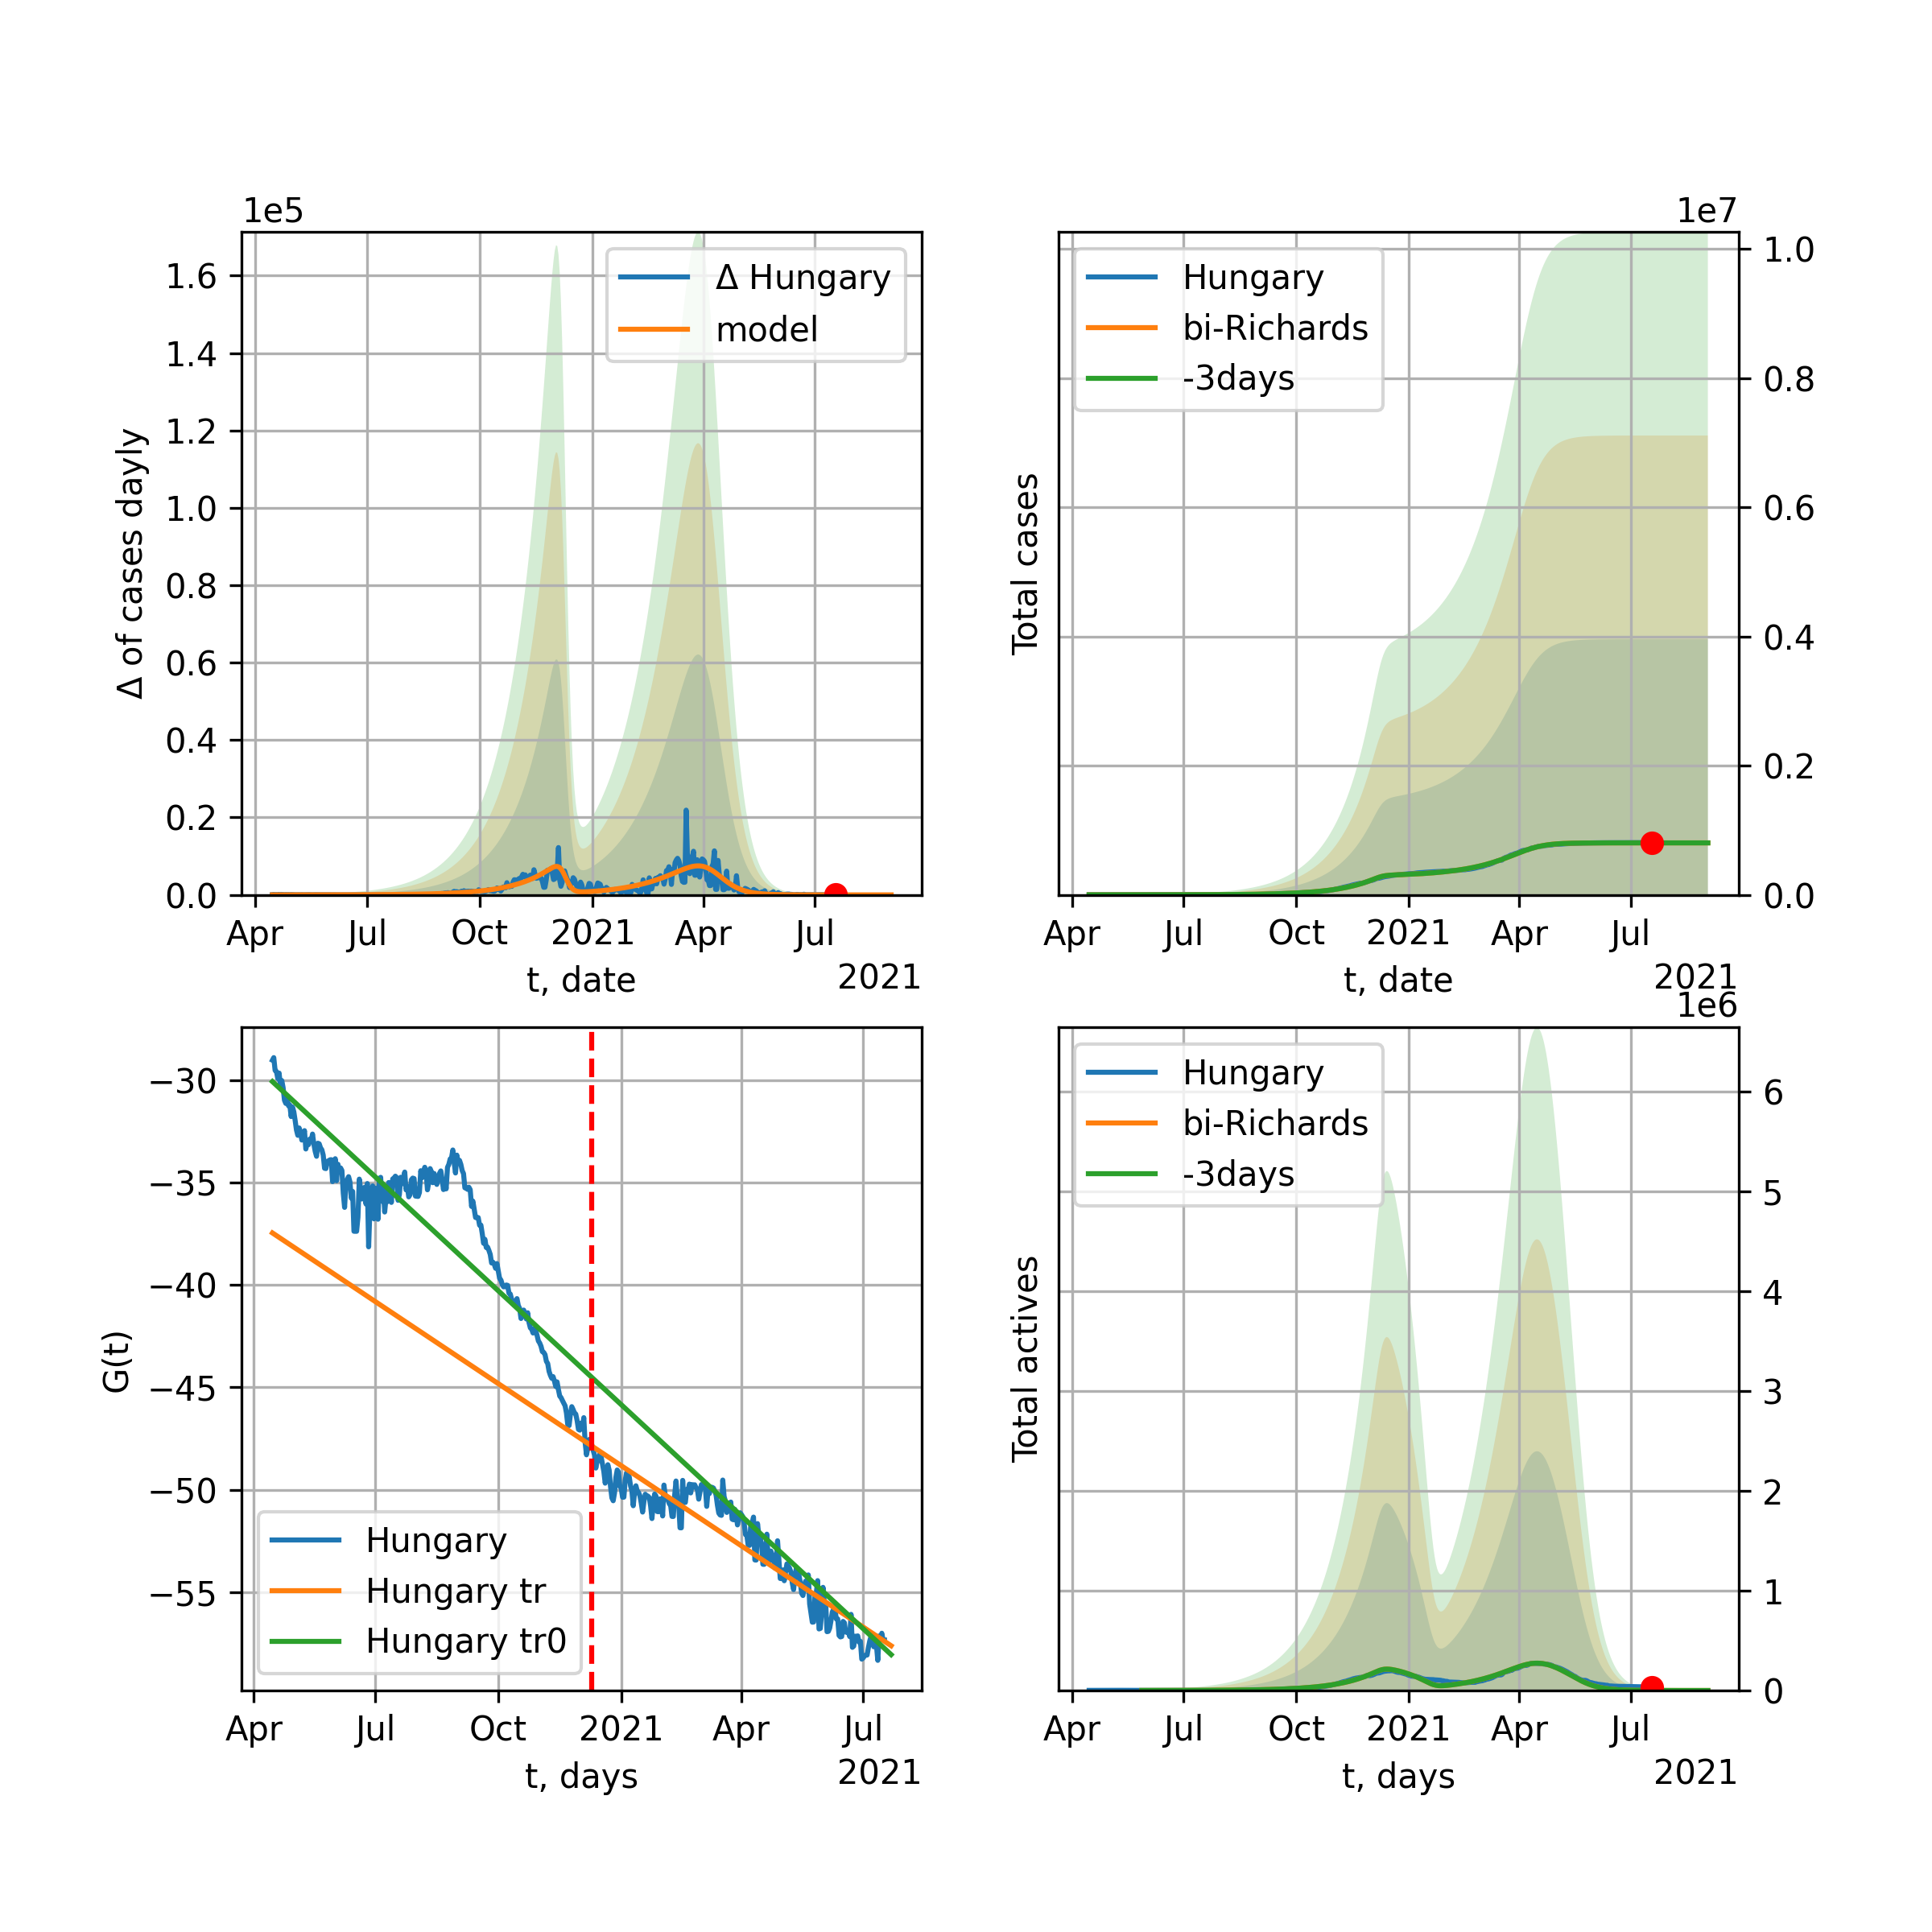 1e5
Δ of cases dayly
1.6
1.4
1.2
1.0
0.8
0.6
0.4
0.2
0.0
Δ Hungary
model
Apr Jul Oct 2021 Apr Jul
t, date
2021
1e7
Total cases
Hungary
bi-Richards
-3days
1.0
0.8
0.6
0.4
0.2
0.0
Apr Jul Oct 2021 Apr Jul
t, date
2021
G(t)
−30
−35
−40
−45
−50
−55
Hungary
Hungary tr
Hungary tr0
Apr Jul Oct 2021 Apr Jul
t, days
2021
1e6
Total actives
Hungary
bi-Richards
-3days
6
5
4
3
2
1
0
Apr Jul Oct 2021 Apr Jul
t, days
2021